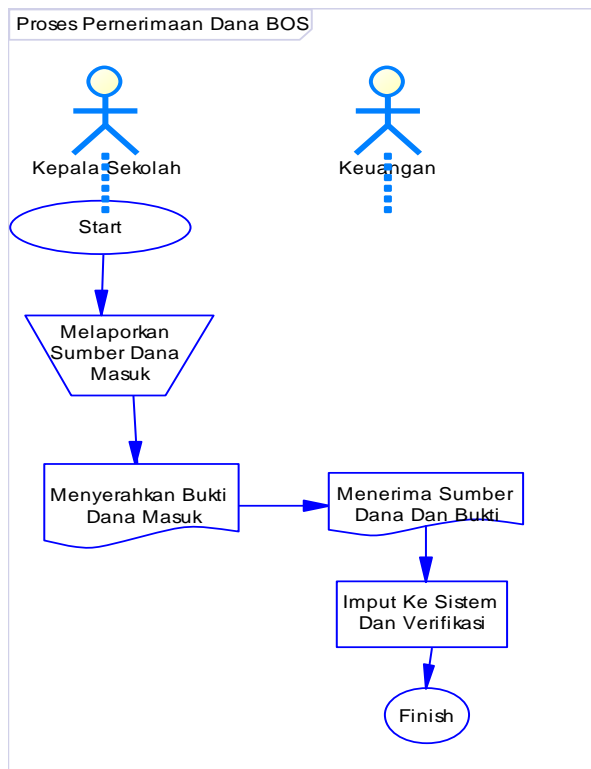 Proses Pernerimaan Dana BOS
Kepala Sekolah
Keuangan
Start
Melaporkan
Sumber Dana
Masuk
Menyerahkan Bukti
Dana Masuk
Menerima Sumber
Dana Dan Bukti
Imput Ke Sistem
Dan Verifikasi
Finish